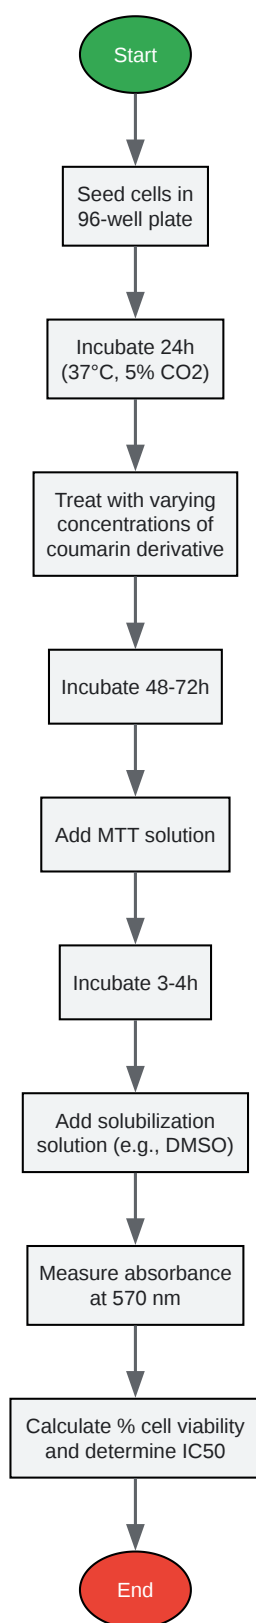 Start
Seed cells in
96-well plate
Incubate 24h
(37°C, 5% CO2)
Treat with varying
concentrations of
coumarin derivative
Incubate 48-72h
Add MTT solution
Incubate 3-4h
Add solubilization
solution (e.g., DMSO)
Measure absorbance
at 570 nm
Calculate % cell viability
and determine IC50
End